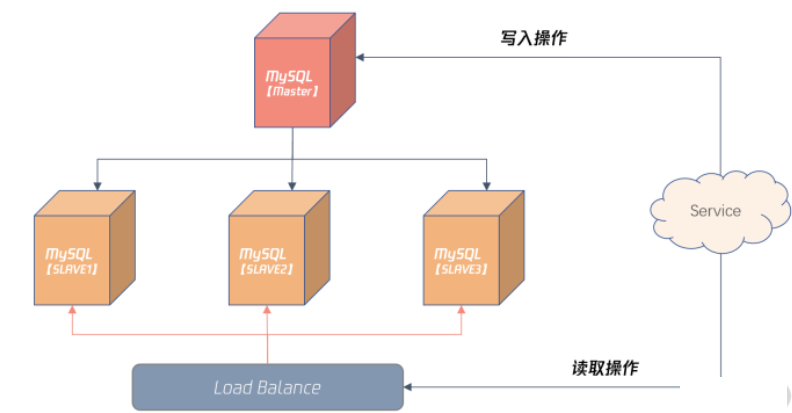 写入操作
MySQL
【Master】
Service
MySQL
【SLAVE1】
MySQL
【SLAVE2】
MySQL
【SLAVE3】
读取操作
Load Balance